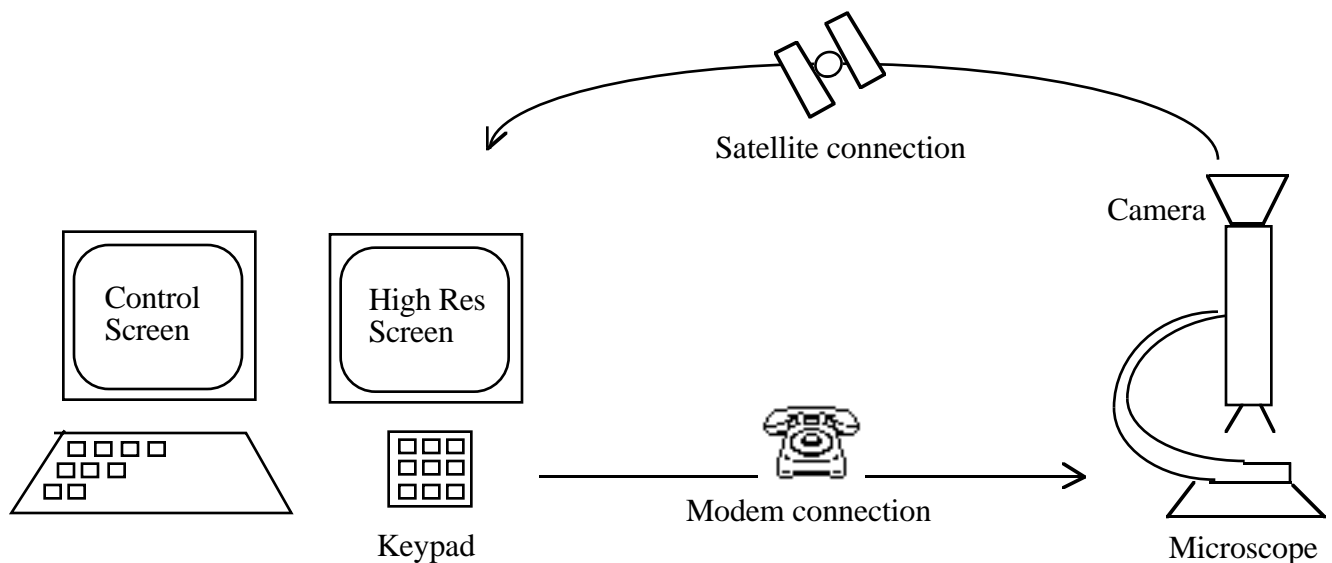 Satellite connection
Camera
Control
Screen
High Res
Screen
Modem connection
Keypad
Microscope